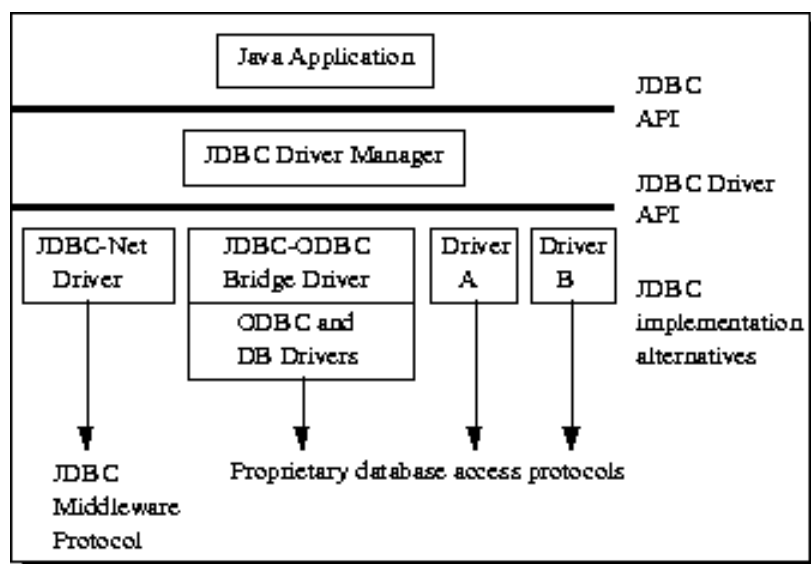 Java Application
JDBC
API
JDBC Driver Manager
JDBC Driver
API
JDBC-Net
Driver
JDBC-ODBC
Bridge Driver
ODBC and
DB Drivers
Driver
A
Driver
B
JDBC
implementation
alternatives
JDBC
Middleware
Protocol
Proprietary database access protocols